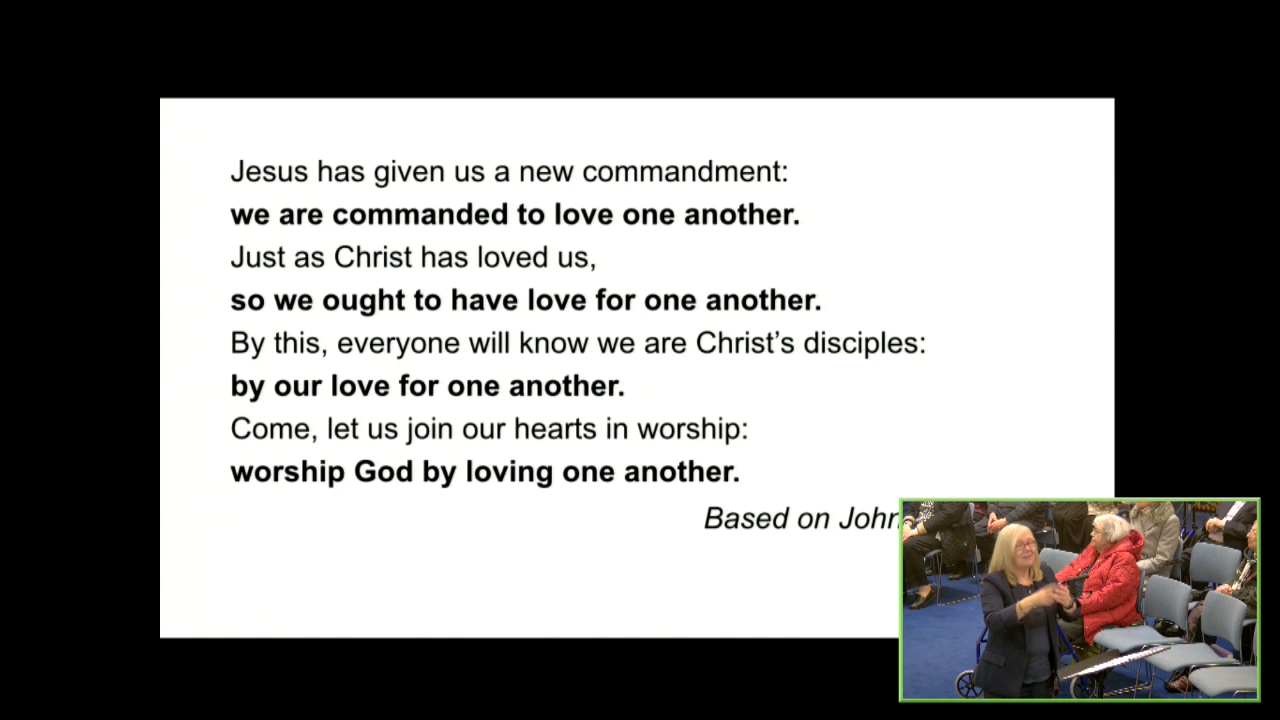 Jesus has given us a new commandment:
we are commanded to love one another.
Just as Christ has loved us,
so we ought to have love for one another.
By this, everyone will know we are Christ’s disciples:
by our love for one another.
Come, let us join our hearts in worship:
worship God by loving one another.
Based on John